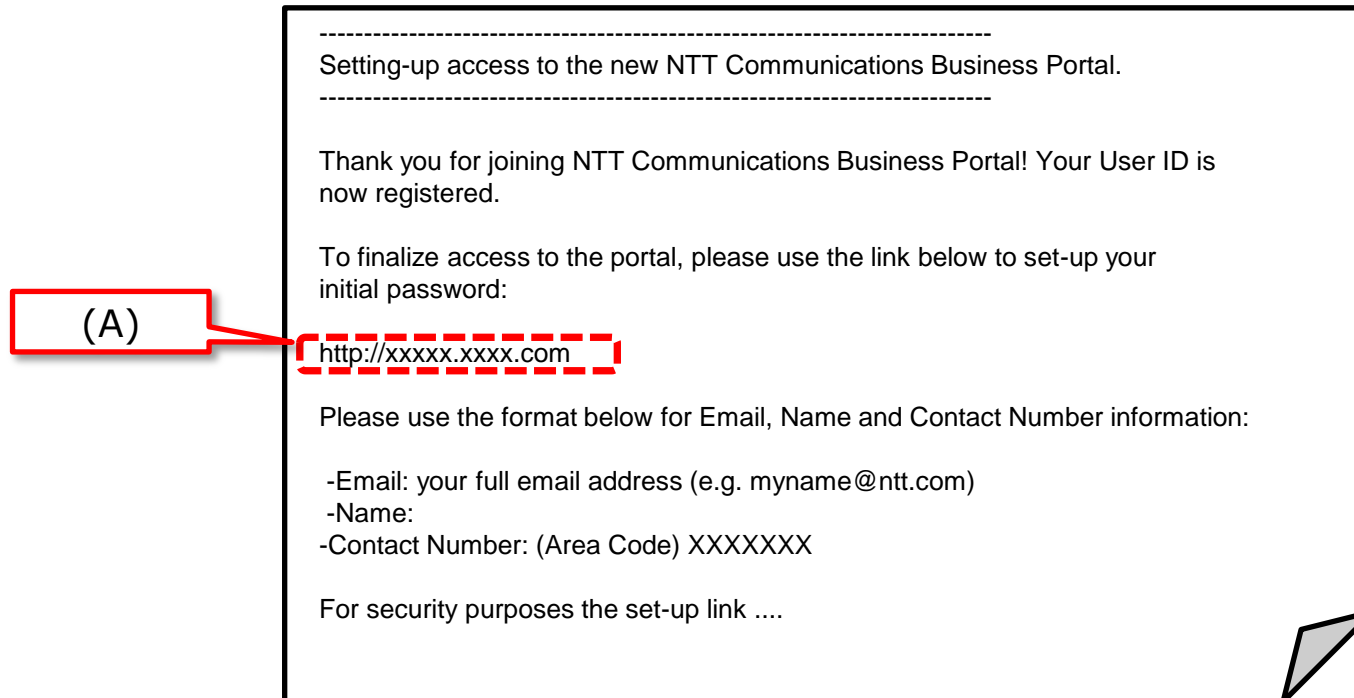 ---------------------------------------------------------------------------
Setting-up access to the new NTT Communications Business Portal.
---------------------------------------------------------------------------
Thank you for joining NTT Communications Business Portal! Your User ID is
now registered.
To finalize access to the portal, please use the link below to set-up your
initial password:
(A)
http://xxxxx.xxxx.com
Please use the format below for Email, Name and Contact Number information:
-Email: your full email address (e.g. myname@ntt.com)
-Name:
-Contact Number: (Area Code) XXXXXXX
For security purposes the set-up link ....